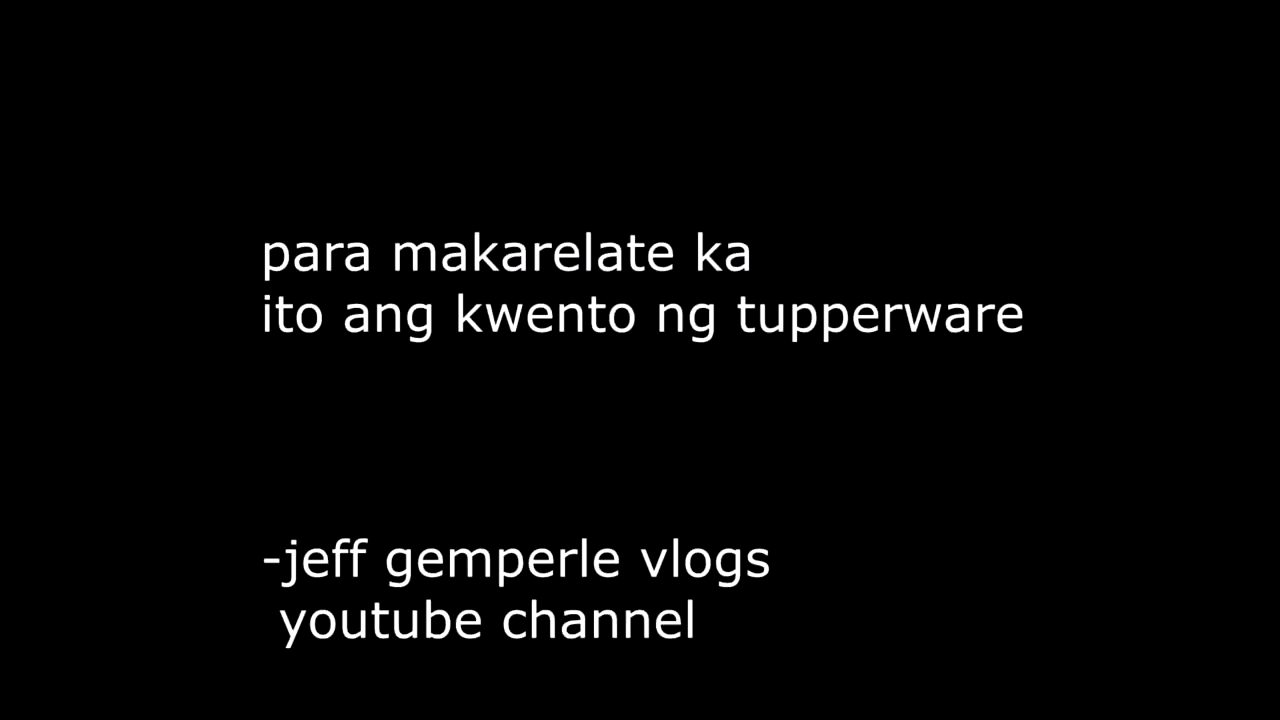 para makarelate ka
ito ang kwento ng tupperware
-jeff gemperle vlogs
youtube channel